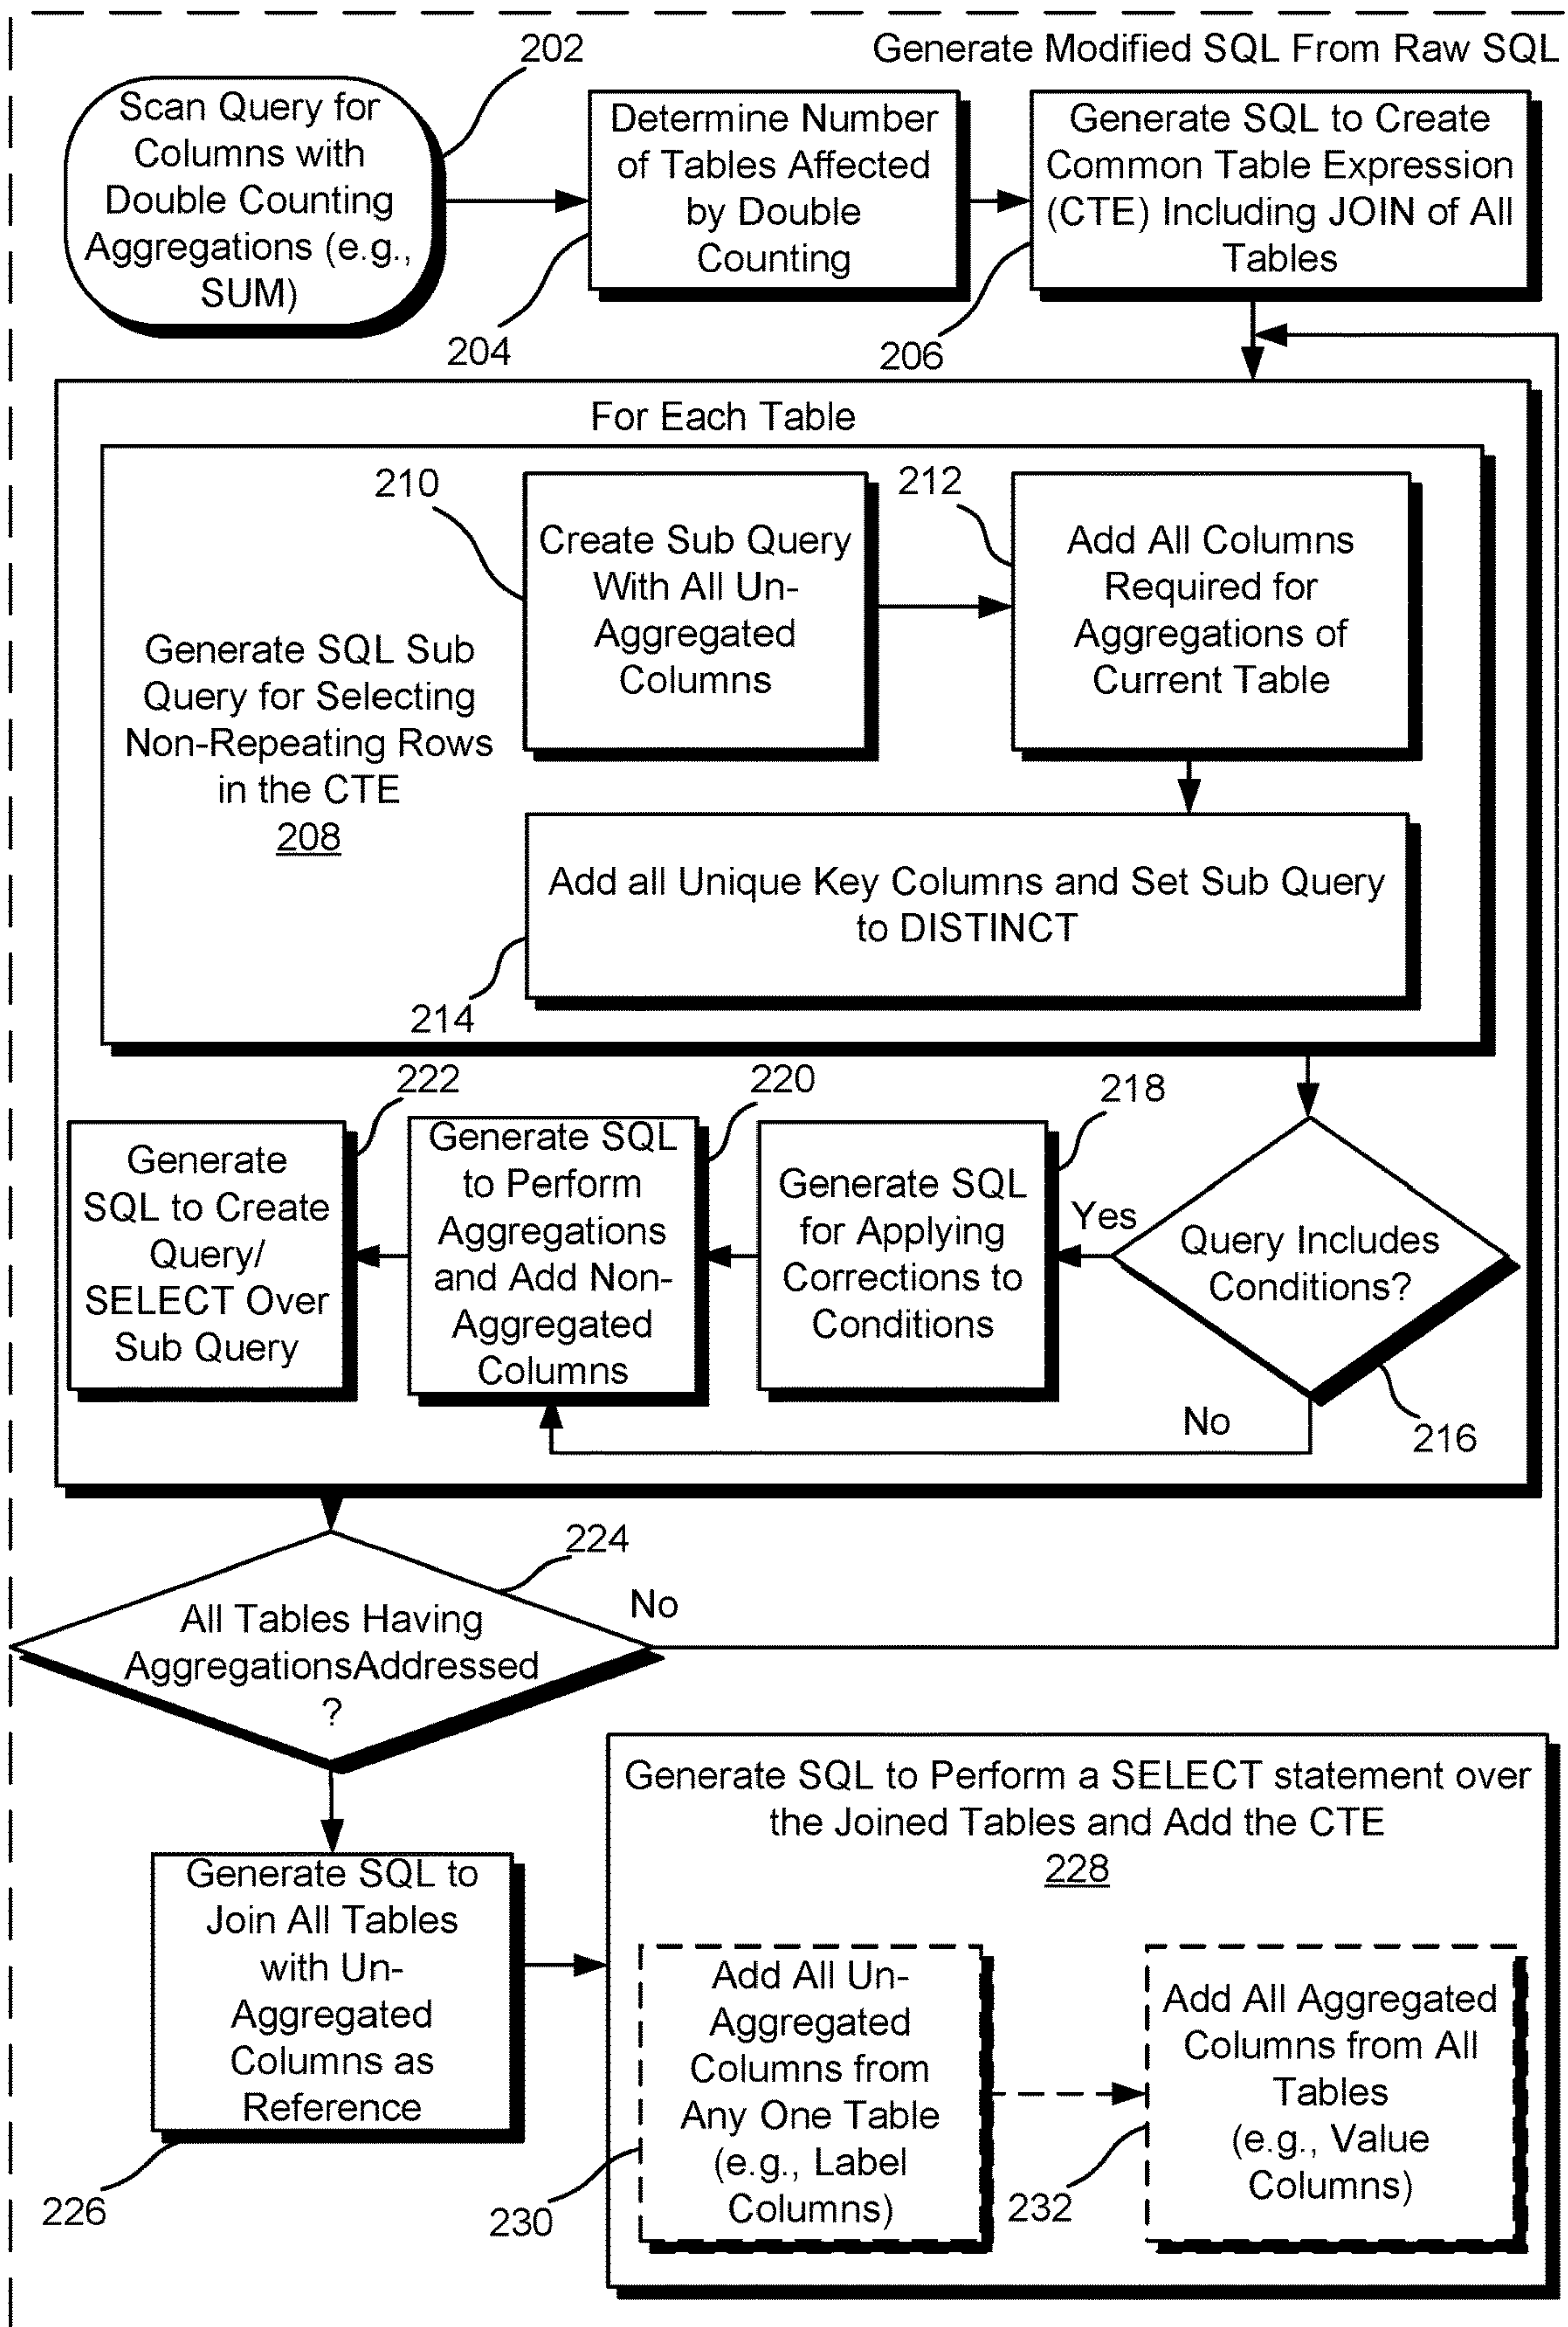 Generate Modified SQL From Raw SQL
202
Scan Query for
Columns with
Double Counting
Aggregations (e.g.,
SUM)
Determine Number
of Tables Affected
by Double
Counting
204
Generate SQL to Create
Common Table Expression
(CTE) Including JOIN of All
Tables
206
For Each Table
Generate SQL Sub
Query for Selecting
Non-Repeating Rows
in the CTE
208
210
Create Sub Query
With All Un-
Aggregated
Columns
212
Add All Columns
Required for
Aggregations of
Current Table
Add all Unique Key Columns and Set Sub Query
to DISTINCT
214
Query Includes
Conditions?
216
Yes
No
218
Generate SQL
for Applying
Corrections to
Conditions
220
Generate SQL
to Perform
Aggregations
and Add Non-
Aggregated
Columns
222
Generate
SQL to Create
Query/
SELECT Over
Sub Query
224
All Tables Having
AggregationsAddressed
?
No
Generate SQL to
Join All Tables
with Un-
Aggregated
Columns as
Reference
226
Generate SQL to Perform a SELECT statement over
the Joined Tables and Add the CTE
228
Add All Un-
Aggregated
Columns from
Any One Table
(e.g., Label
Columns)
230
Add All Aggregated
Columns from All
Tables
(e.g., Value
Columns)
232